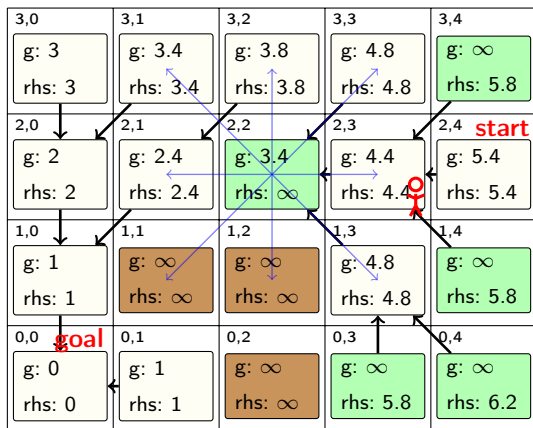 3,0 3,1 3,2 3,3 3,4
g: 3 g: 3.4 g: 3.8 g: 4.8 g: ∞
rhs: 3 rhs: 3.4 rhs: 3.8 rhs: 4.8 rhs: 5.8
2,0 2,1 2,2 2,3 2,4 start
g: 2 g: 2.4 g: 3.4 g: 4.4 g: 5.4
rhs: 2 rhs: 2.4 rhs: ∞ rhs: 4.4 rhs: 5.4
1,0 1,1 1,2 1,3 1,4
g: 1 g: ∞ g: ∞ g: 4.8 g: ∞
rhs: 1 rhs: ∞ rhs: ∞ rhs: 4.8 rhs: 5.8
0,0 goal 0,1 0,2 0,3 0,4
g: 0 g: 1 g: ∞ g: ∞ g: ∞
rhs: 0 rhs: 1 rhs: ∞ rhs: 5.8 rhs: 6.2